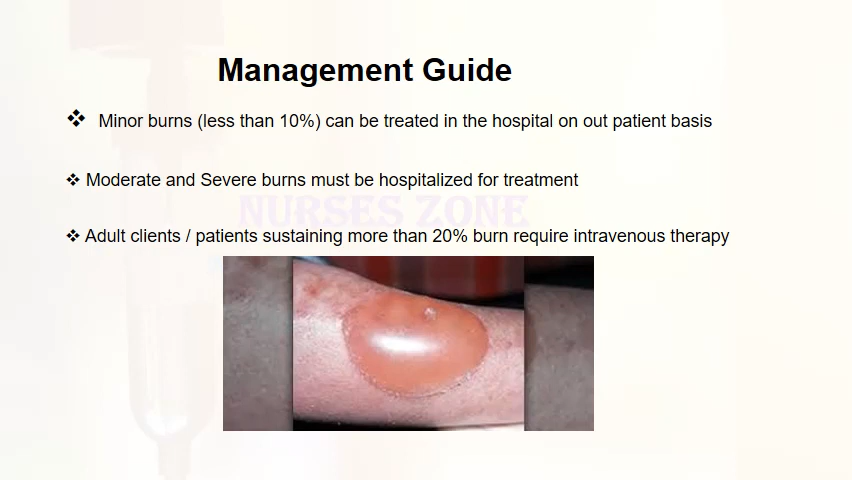 Management Guide
❖ Minor burns (less than 10%) can be treated in the hospital on out patient basis
❖ Moderate and Severe burns must be hospitalized for treatment
NURSES ZONE
❖ Adult clients / patients sustaining more than 20% burn require intravenous therapy